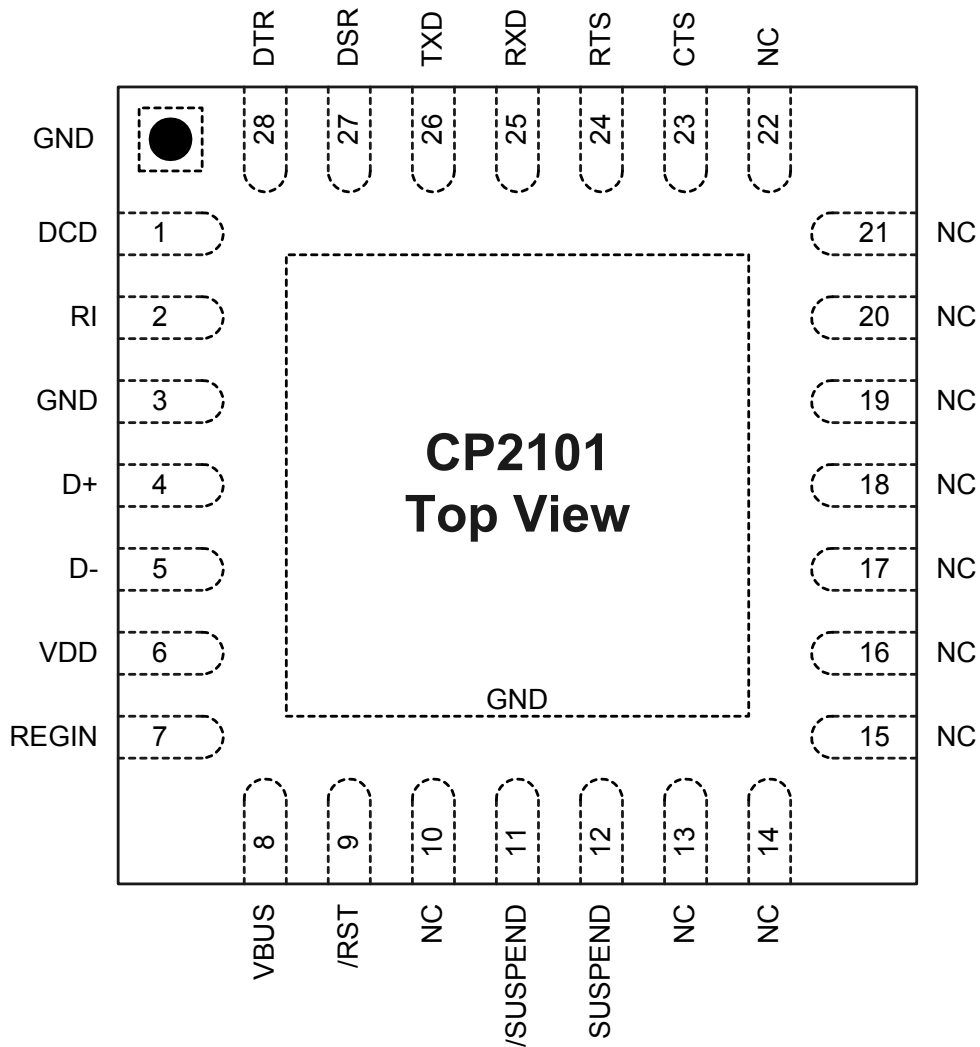 DTR
DSR
TXD
RXD
RTS
CTS
NC
28
27
26
25
24
23
22
GND
DCD 1
RI 2
GND 3
D+ 4
D- 5
VDD 6
REGIN 7
21 NC
20 NC
19 NC
18 NC
17 NC
16 NC
15 NC
CP2101
Top View
GND
8
9
10
11
12
13
14
VBUS
/RST
NC
/SUSPEND
SUSPEND
NC
NC